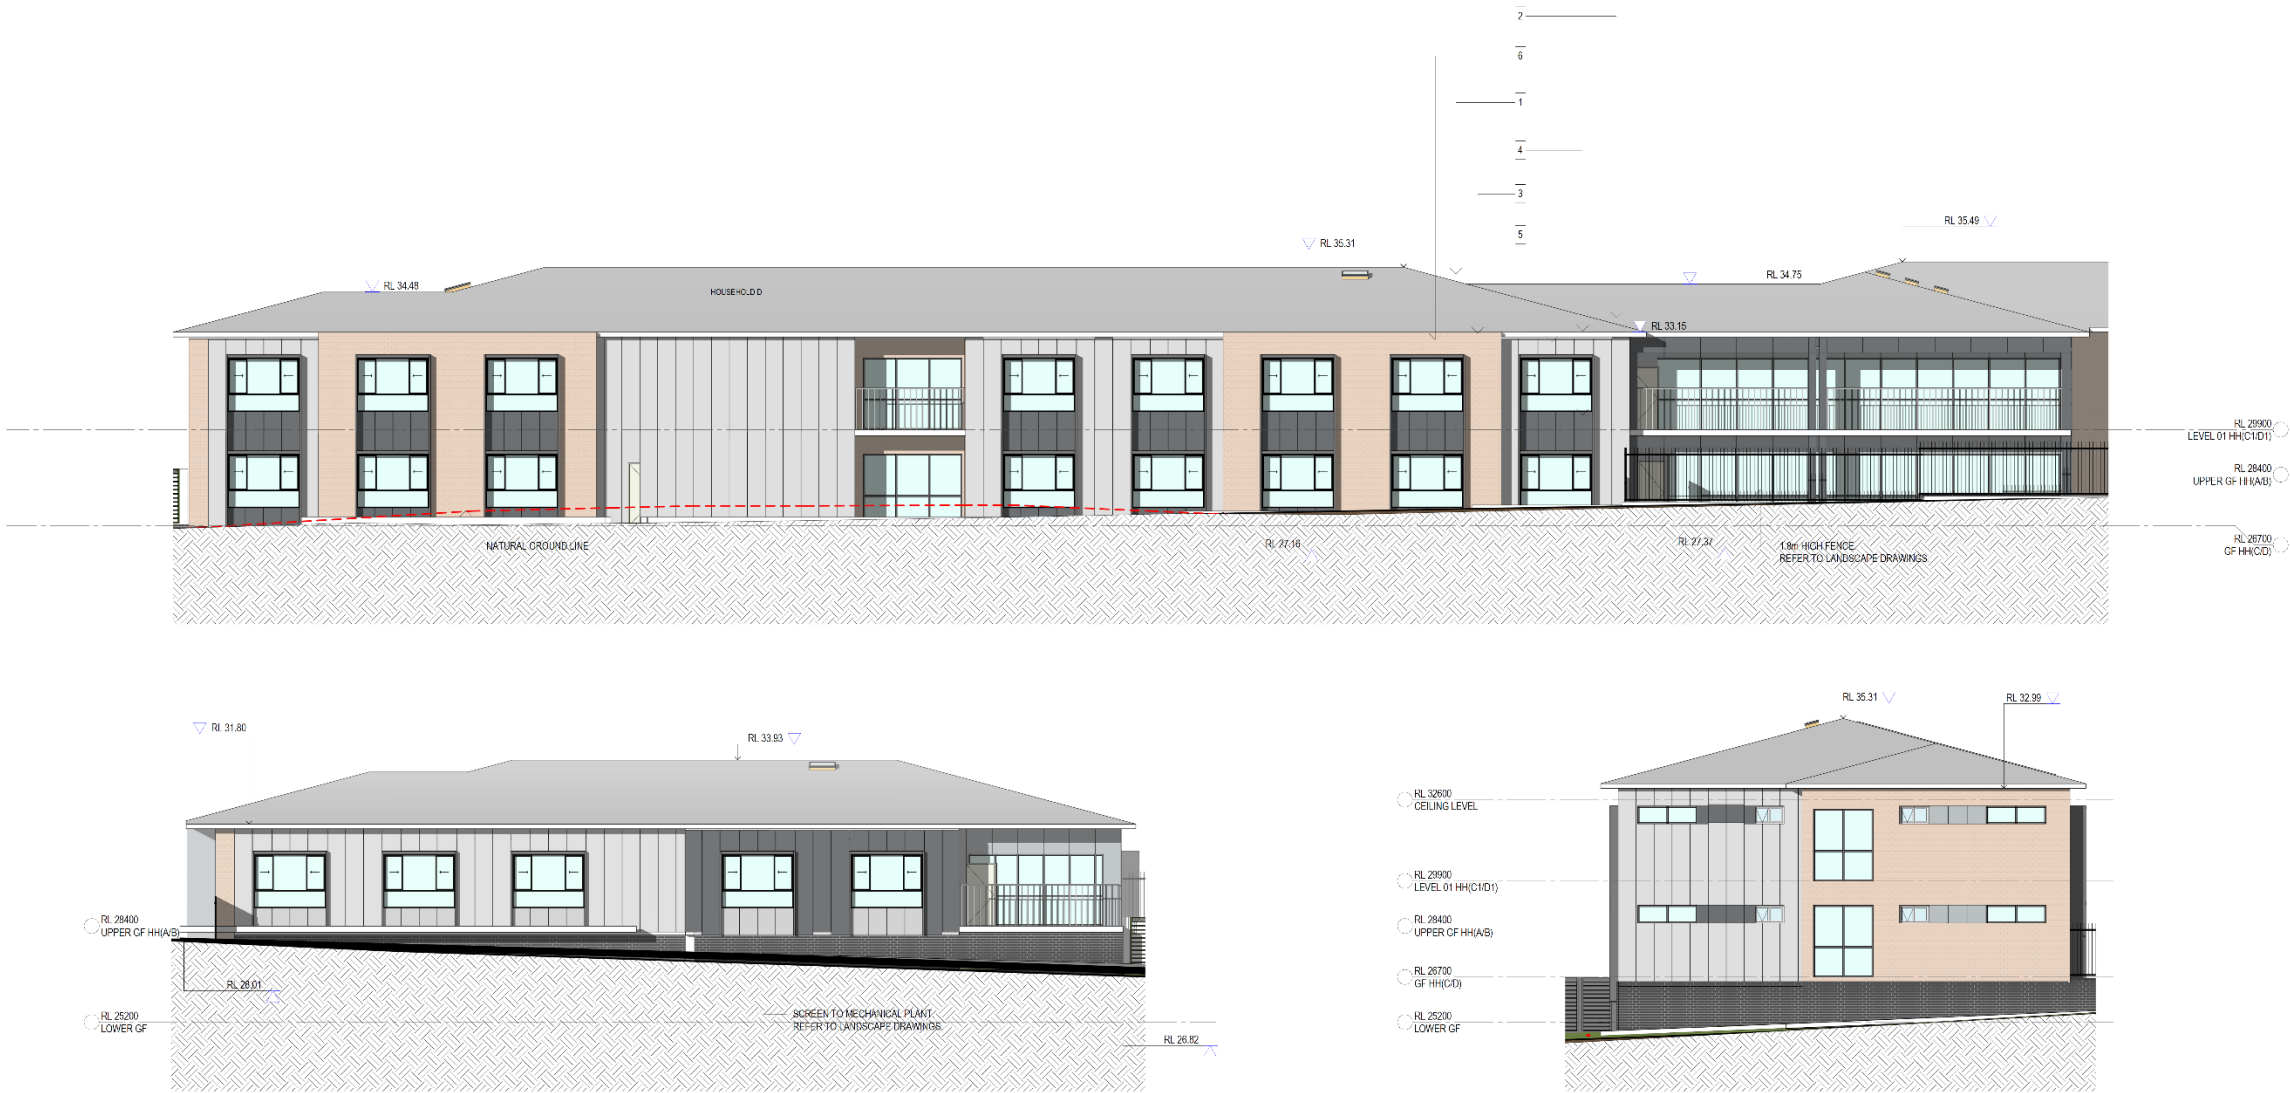 2
6
1
4
3
5
RL 35.49
RL 35.31
RL 34.75
RL 34.48
HOUSEHOLD D
RL 33.15
RL 29900
LEVEL 01 HH(C1/D1)
RL 28400
UPPER GF HH(A/B)
RL 26700
GF HH(C/D)
NATURAL GROUND LINE
RL 27.16
RL 27.37
1.8m HIGH FENCE.
REFER TO LANDSCAPE DRAWINGS.
RL 31.80
RL 33.93
RL 28400
UPPER GF HH(A/B)
RL 28.01
RL 25200
LOWER GF
SCREEN TO MECHANICAL PLANT.
REFER TO LANDSCAPE DRAWINGS.
RL 26.82
RL 35.31
RL 32.99
RL 32600
CEILING LEVEL
RL 29900
LEVEL 01 HH(C1/D1)
RL 28400
UPPER GF HH(A/B)
RL 26700
GF HH(C/D)
RL 25200
LOWER GF